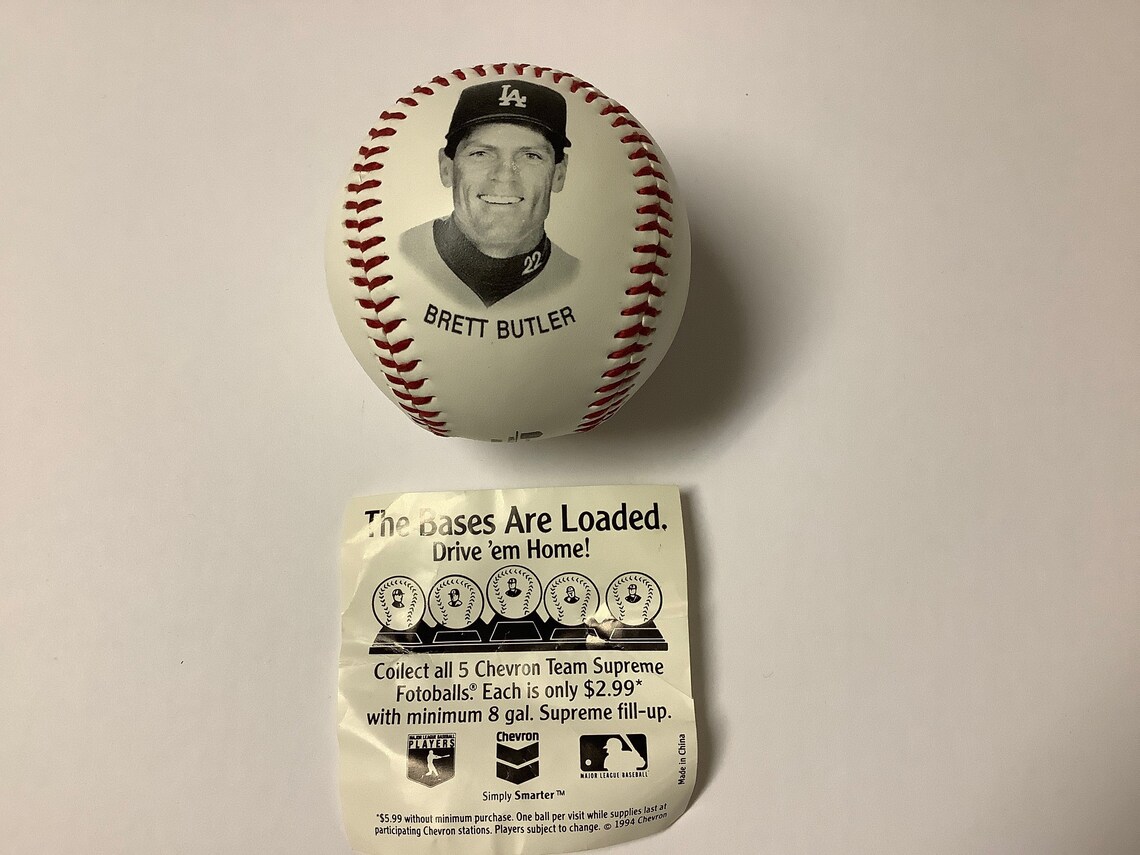 LA
22
BRETT BUTLER
The Bases Are Loaded.
Drive 'em Home!
Collect all 5 Chevron Team Supreme
Fotoballs.® Each is only $2.99*
with minimum 8 gal. Supreme fill-up.
MAJOR LEAGUE BASEBALL
PLAYERS
Chevron
MAJOR LEAGUE BASEBALL
Simply Smarter™
Made in China
*$5.99 without minimum purchase. One ball per visit while supplies last at
participating Chevron stations. Players subject to change. © 1994 Chevron